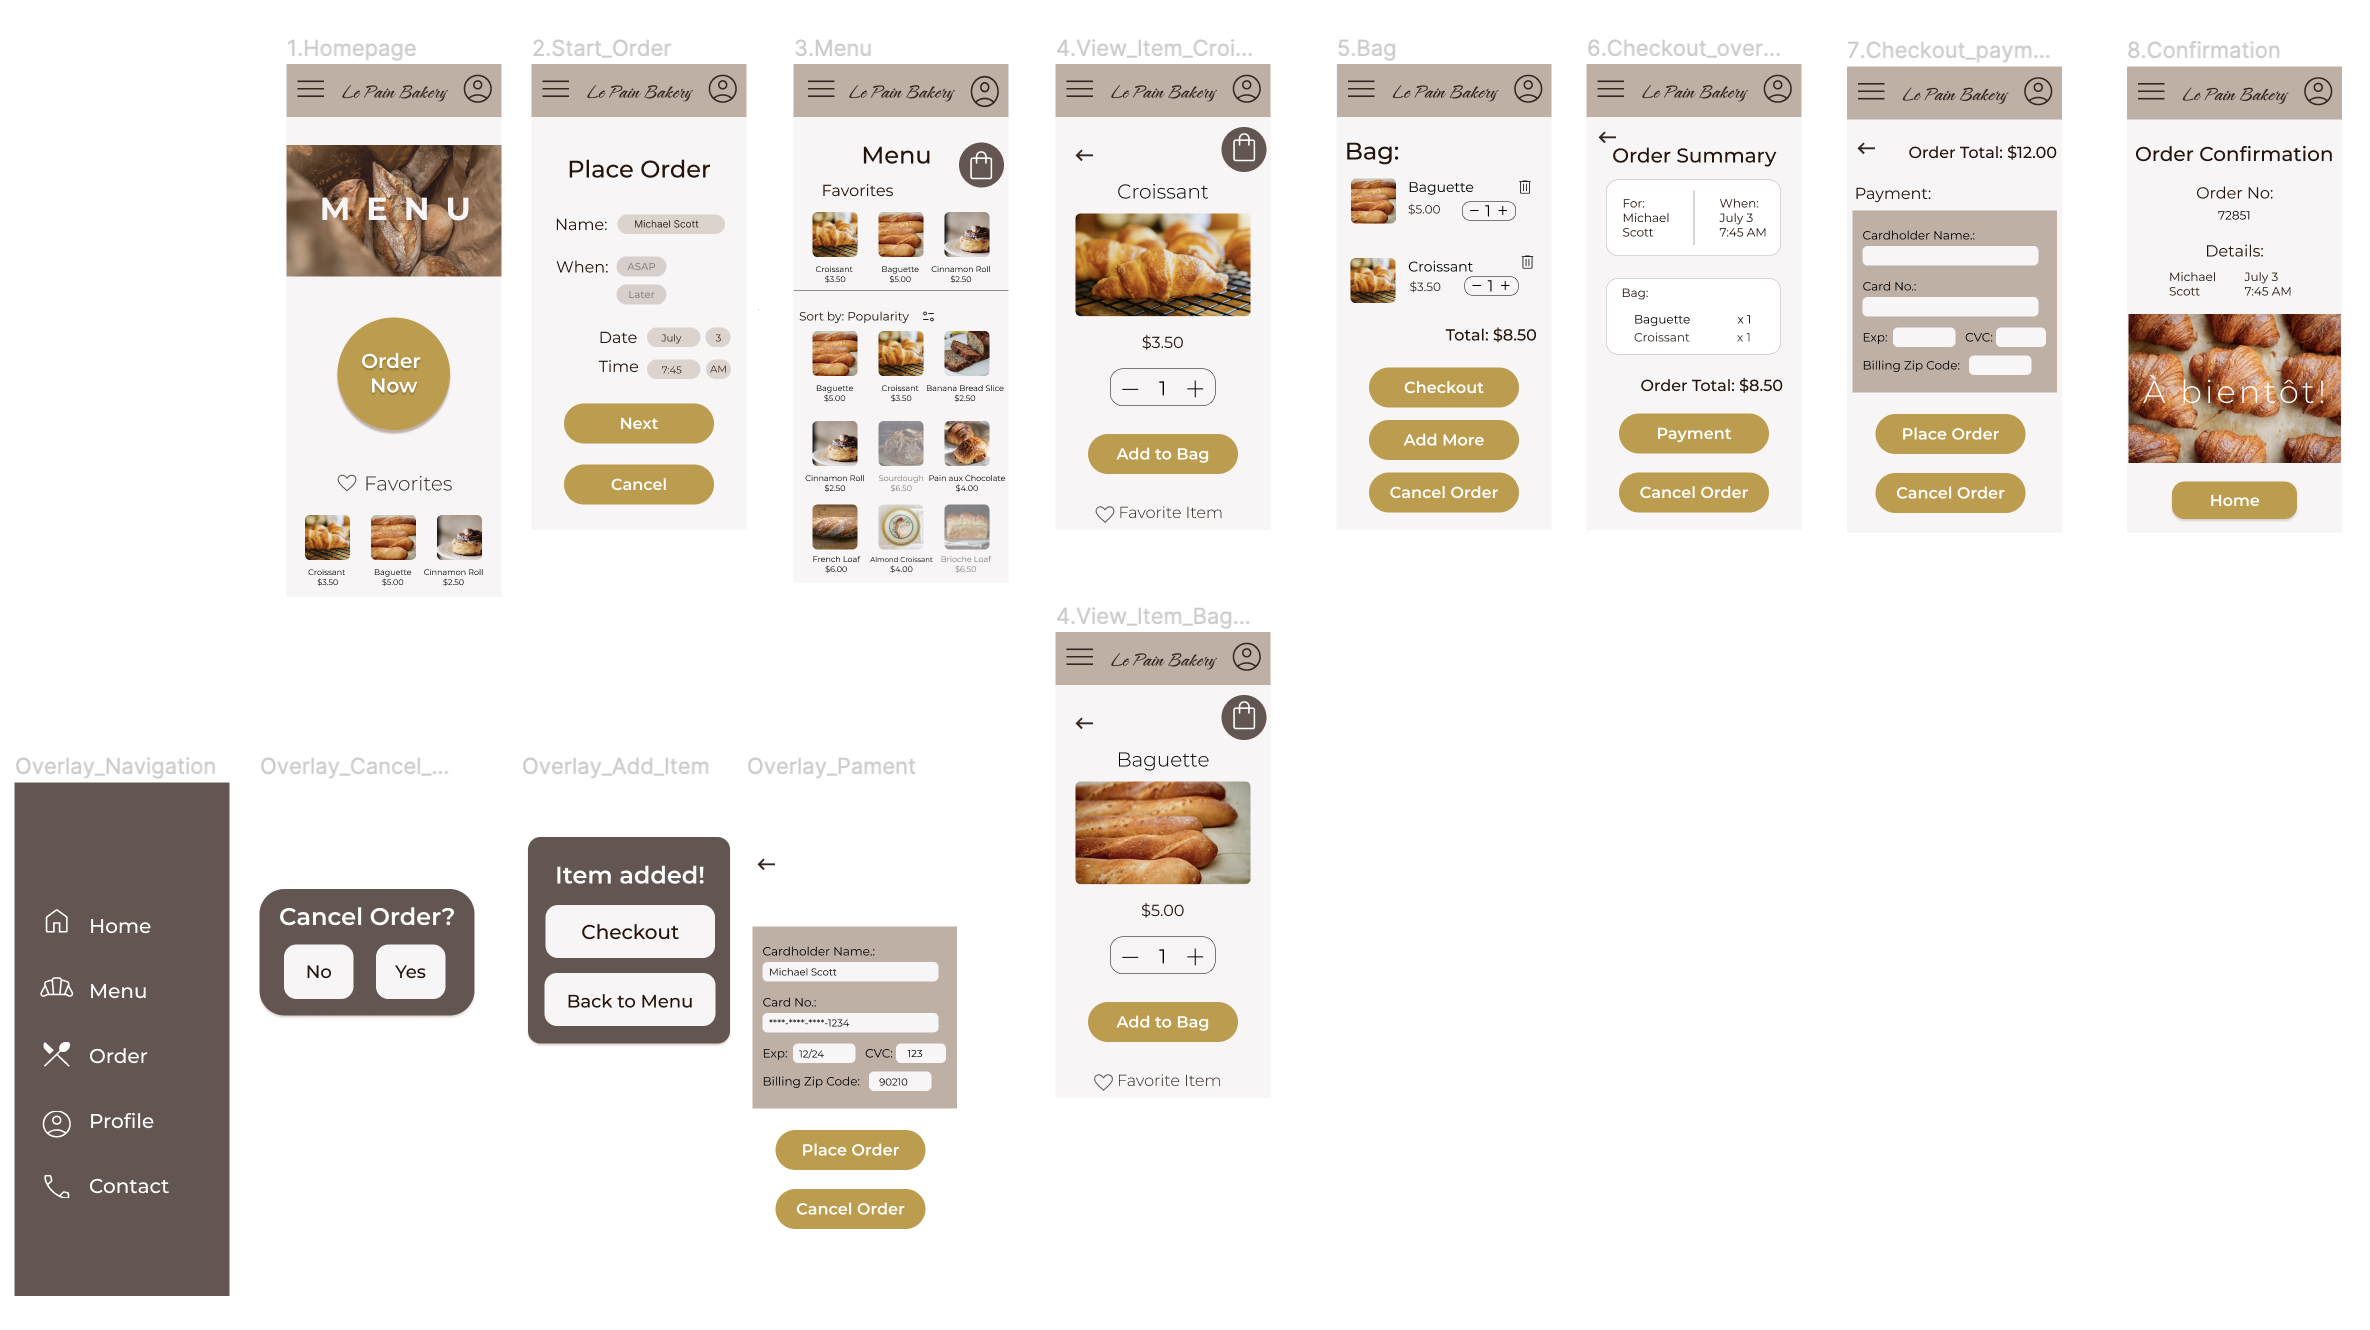 1.Homepage
Le Pain Bakery
MENU
Order
Now
Favorites
Croissant
$3.50
Baguette
$5.00
Cinnamon Roll
$2.50
2.Start_Order
Le Pain Bakery
Place Order
Name: Michael Scott
When: ASAP
Later
Date July 3
Time 7:45 AM
Next
Cancel
3.Menu
Le Pain Bakery
Menu
Favorites
Croissant
$3.50
Baguette
$5.00
Cinnamon Roll
$2.50
Sort by: Popularity
Baguette
$5.00
Croissant
$3.50
Banana Bread Slice
$2.50
Cinnamon Roll
$2.50
Sourdough
$6.50
Pain aux Chocolate
$4.00
French Loaf
$6.00
Almond Croissant
$4.00
Brioche Loaf
$6.50
4.View_Item_Croi...
Le Pain Bakery
Croissant
$3.50
1
Add to Bag
Favorite Item
5.Bag
Le Pain Bakery
Bag:
Baguette
$5.00 − 1 +
Croissant
$3.50 − 1 +
Total: $8.50
Checkout
Add More
Cancel Order
6.Checkout_over...
Le Pain Bakery
Order Summary
For:
Michael
Scott
When:
July 3
7:45 AM
Bag:
Baguette x 1
Croissant x 1
Order Total: $8.50
Payment
Cancel Order
7.Checkout_paym...
Le Pain Bakery
Order Total: $12.00
Payment:
Cardholder Name.:
Card No.:
Exp: CVC:
Billing Zip Code:
Place Order
Cancel Order
8.Confirmation
Le Pain Bakery
Order Confirmation
Order No:
72851
Details:
Michael
Scott
July 3
7:45 AM
À bientôt!
Home
4.View_Item_Bag...
Le Pain Bakery
Baguette
$5.00
1
Add to Bag
Favorite Item
Overlay_Navigation
Home
Menu
Order
Profile
Contact
Overlay_Cancel_...
Cancel Order?
No
Yes
Overlay_Add_Item
Item added!
Checkout
Back to Menu
Overlay_Pament
Cardholder Name.:
Michael Scott
Card No.:
****-****-****-1234
Exp: 12/24 CVC: 123
Billing Zip Code: 90210
Place Order
Cancel Order